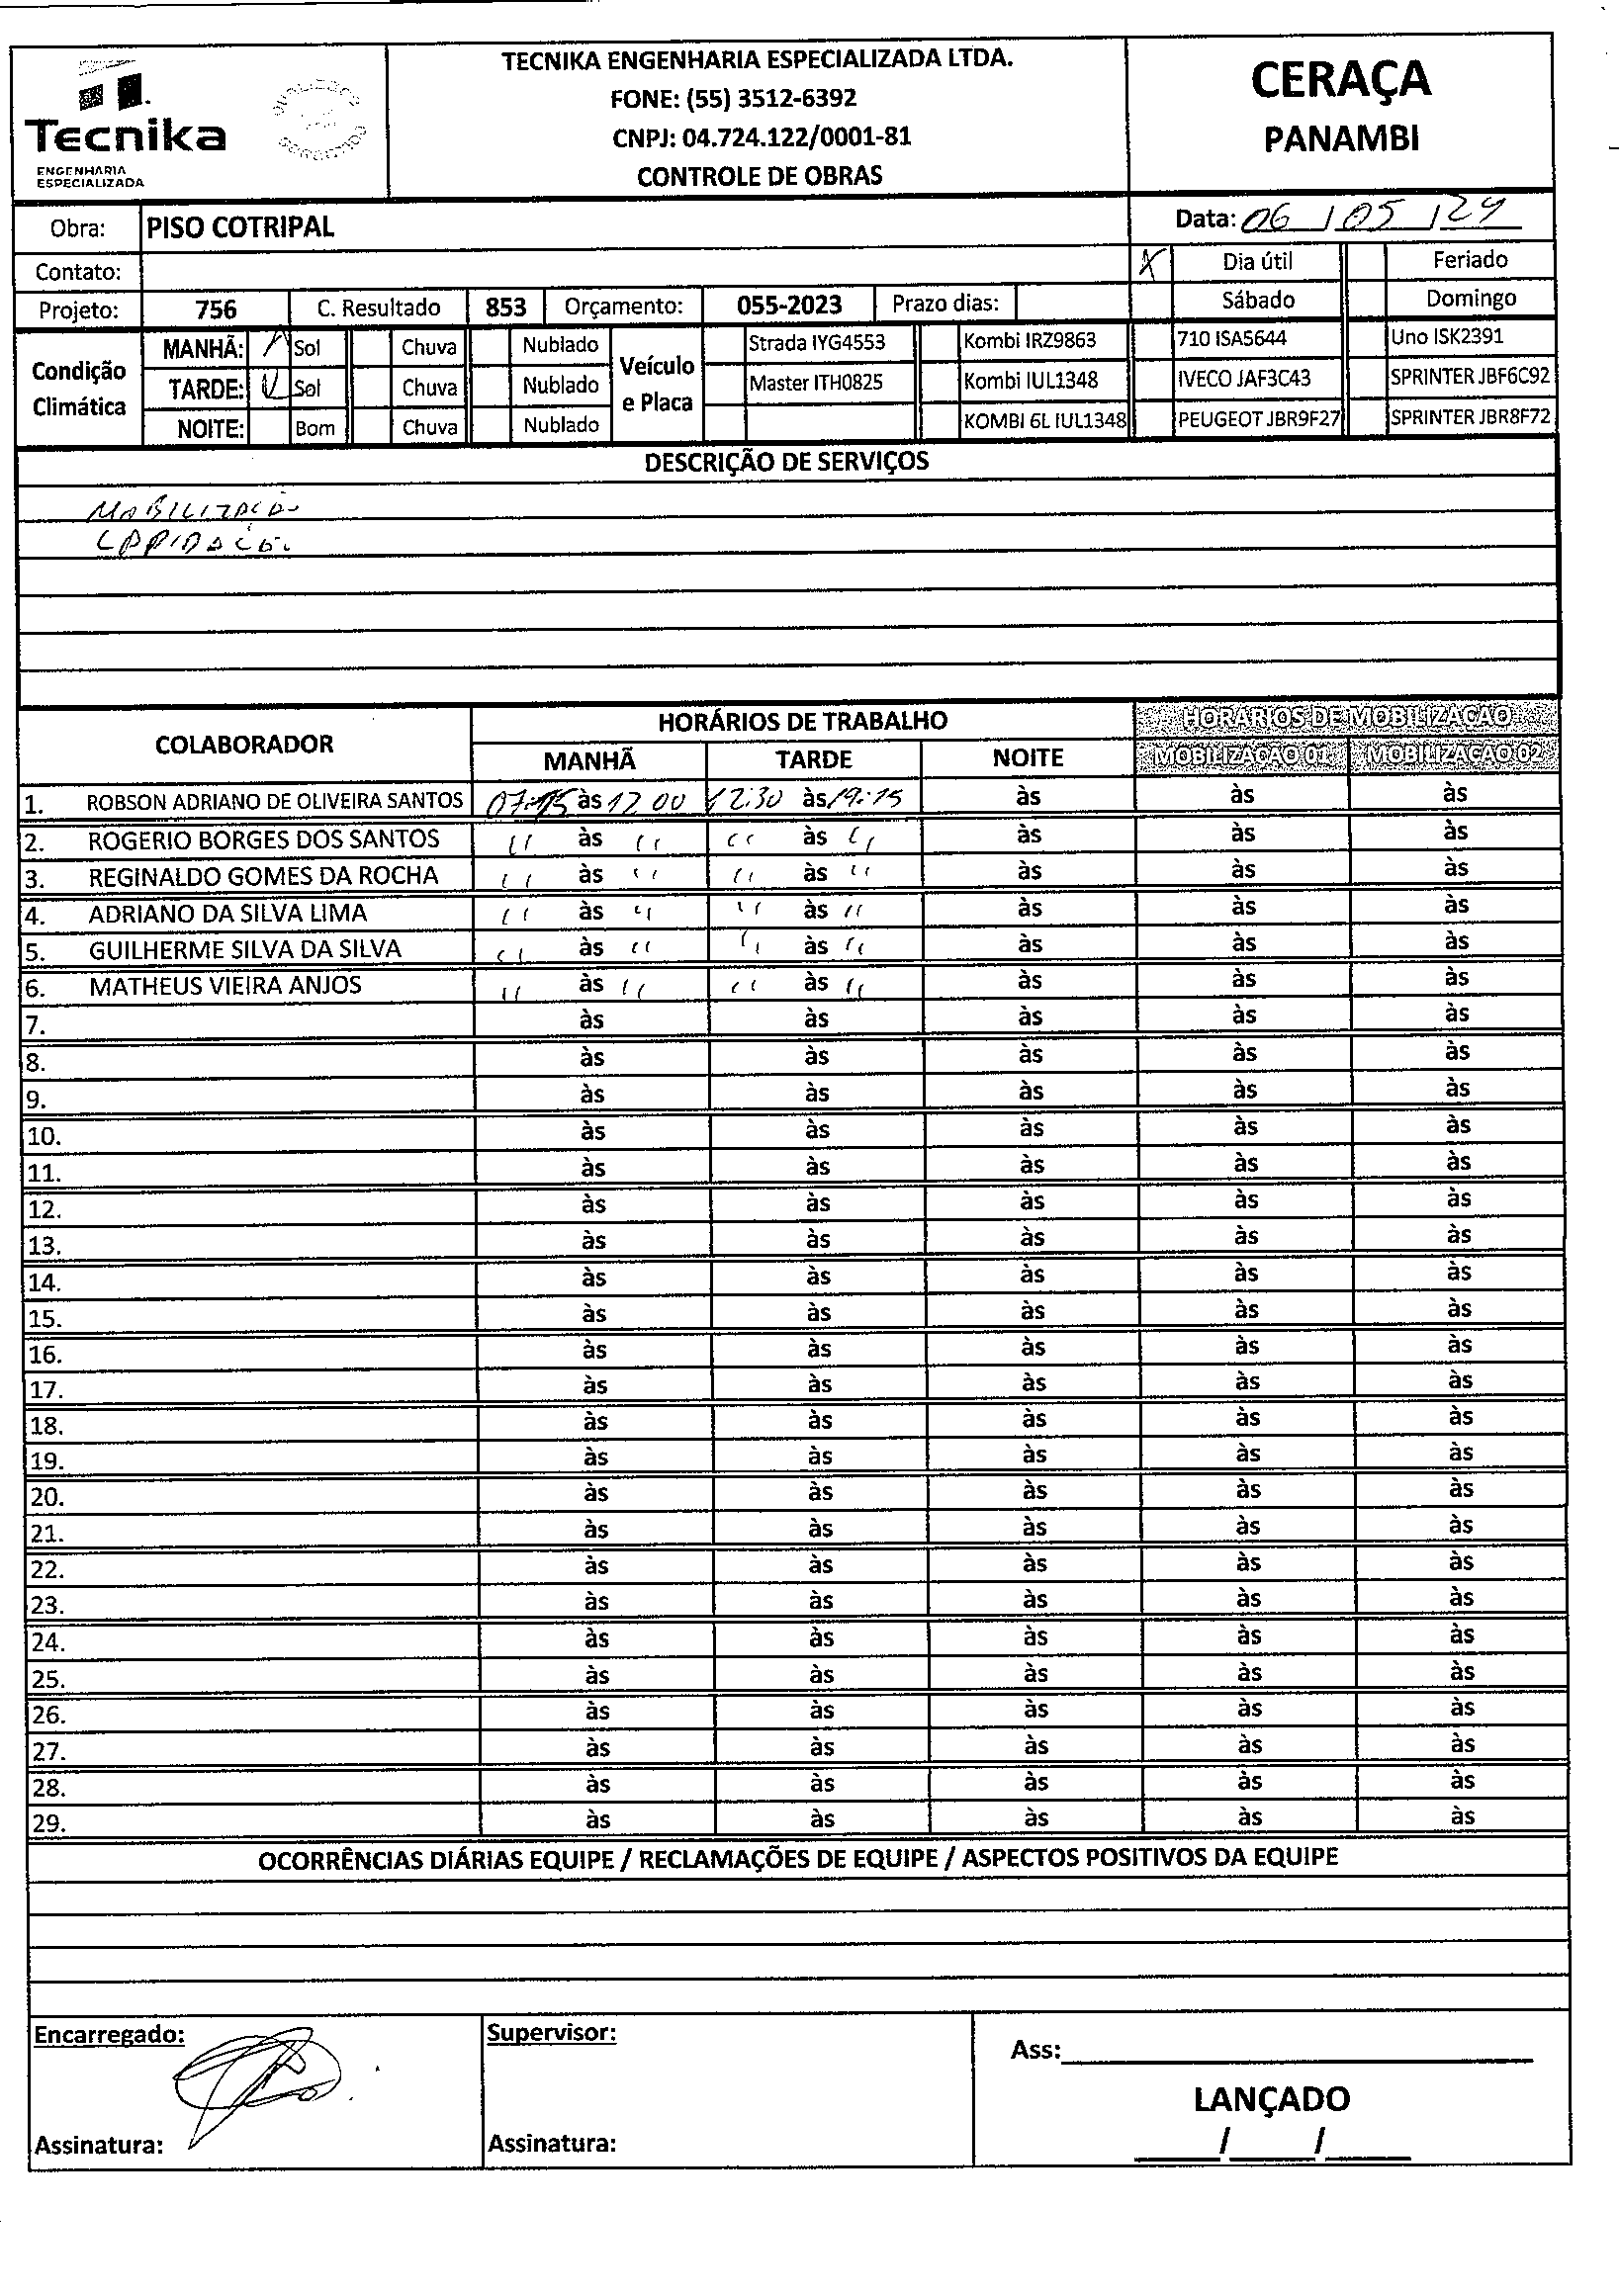 TECNIKA ENGENHARIA ESPECIALIZADA LTDA.
FONE: (55) 3512-6392
CNPJ: 04.724.122/0001-81
CONTROLE DE OBRAS
Tecnika
ENGENHARIA
ESPECIALIZADA
CERAÇA
PANAMBI
Obra: PISO COTRIPAL
Data: 06 / 05 / 24
Contato:
X Dia útil Feriado
Projeto: 756 C. Resultado 853 Orçamento: 055-2023 Prazo dias: Sábado Domingo
Condição Climática
MANHÃ: Sol Chuva Nublado
TARDE: Sol Chuva Nublado
NOITE: Bom Chuva Nublado
Veículo e Placa
Strada IYG4553 Kombi IRZ9863 710 ISA5644 Uno ISK2391
Master ITH0825 Kombi IUL1348 IVECO JAF3C43 SPRINTER JBF6C92
KOMBI 6L IUL1348 PEUGEOT JBR9F27 SPRINTER JBR8F72
DESCRIÇÃO DE SERVIÇOS
MOBILIZAÇÃO
LAPIDAÇÃO.
COLABORADOR HORÁRIOS DE TRABALHO HORARIOS DE MOBILIZACAO
MANHÃ TARDE NOITE MOBILIZACAO 01 MOBILIZACAO 02
1. ROBSON ADRIANO DE OLIVEIRA SANTOS 07:15 às 12:00 12:30 às 19:15 às às às
2. ROGERIO BORGES DOS SANTOS " às " " às " às às às
3. REGINALDO GOMES DA ROCHA " às " " às " às às às
4. ADRIANO DA SILVA LIMA " às " " às " às às às
5. GUILHERME SILVA DA SILVA " às " " às " às às às
6. MATHEUS VIEIRA ANJOS " às " " às " às às às
7. às às às às às
8. às às às às às
9. às às às às às
10. às às às às às
11. às às às às às
12. às às às às às
13. às às às às às
14. às às às às às
15. às às às às às
16. às às às às às
17. às às às às às
18. às às às às às
19. às às às às às
20. às às às às às
21. às às às às às
22. às às às às às
23. às às às às às
24. às às às às às
25. às às às às às
26. às às às às às
27. às às às às às
28. às às às às às
29. às às às às às
OCORRÊNCIAS DIÁRIAS EQUIPE / RECLAMAÇÕES DE EQUIPE / ASPECTOS POSITIVOS DA EQUIPE
Encarregado: Supervisor: Ass:
LANÇADO
Assinatura: Assinatura: / /